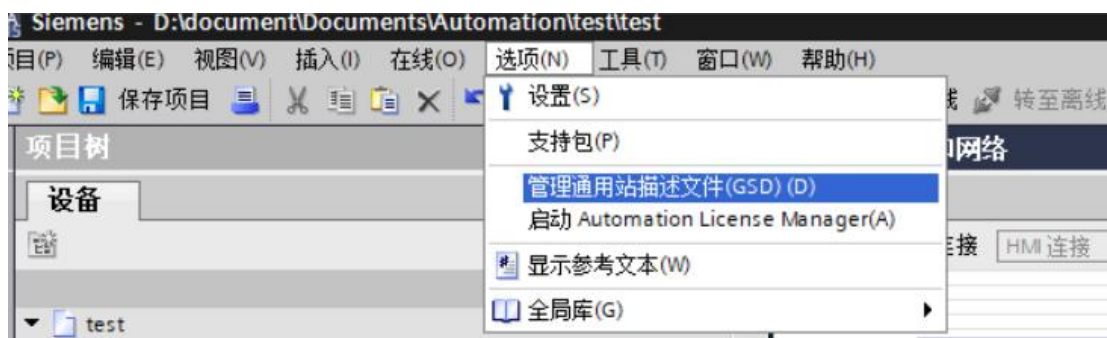 Siemens - D:\document\Documents\Automation\test\test
项目(P) 编辑(E) 视图(V) 插入(I) 在线(O) 选项(N) 工具(T) 窗口(W) 帮助(H)
保存项目 设置(S) 转至离线
支持包(P)
项目树 网络
管理通用站描述文件(GSD) (D)
设备
启动 Automation License Manager(A)
连接 HMI 连接
显示参考文本(W)
全局库(G)
test